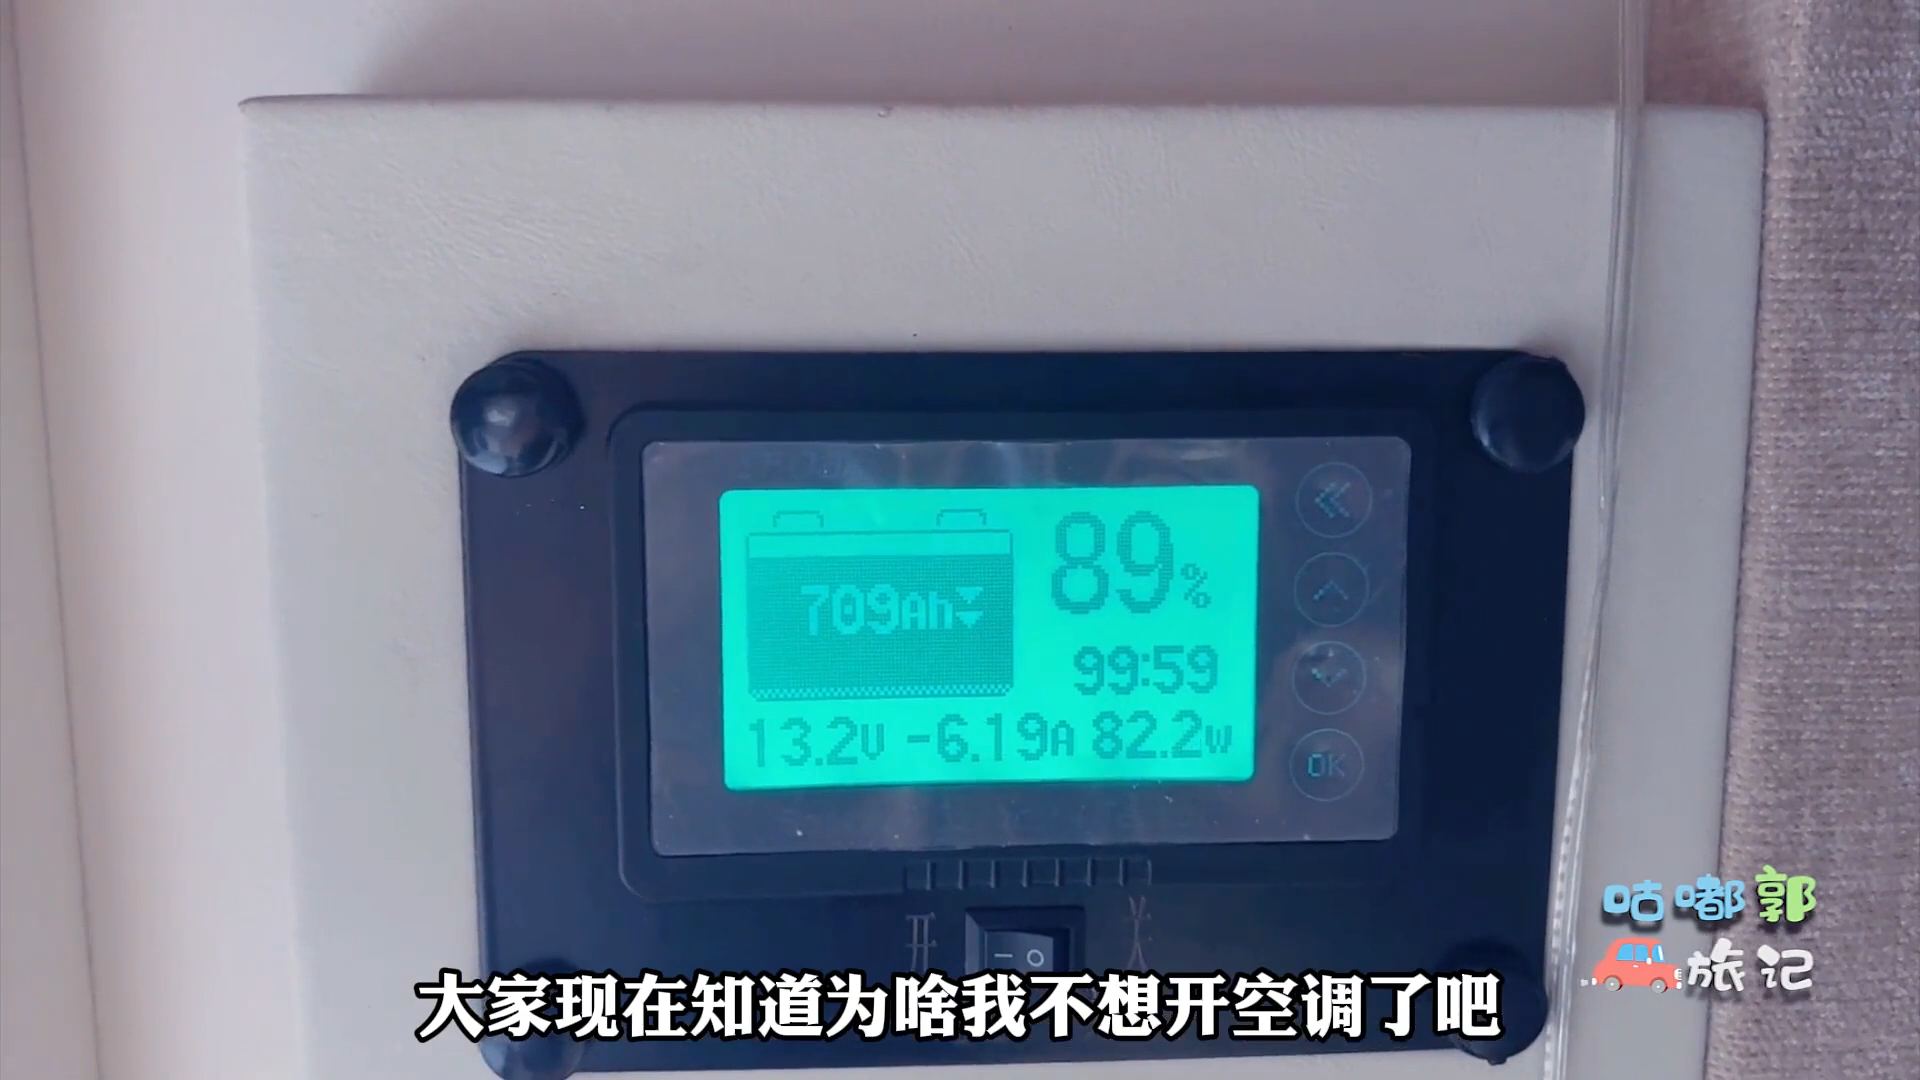 709Ah
89%
99:59
13.2V -6.19A 82.2W
OK
开 关
大家现在知道为啥我不想开空调了吧
咕嘟郭
旅记